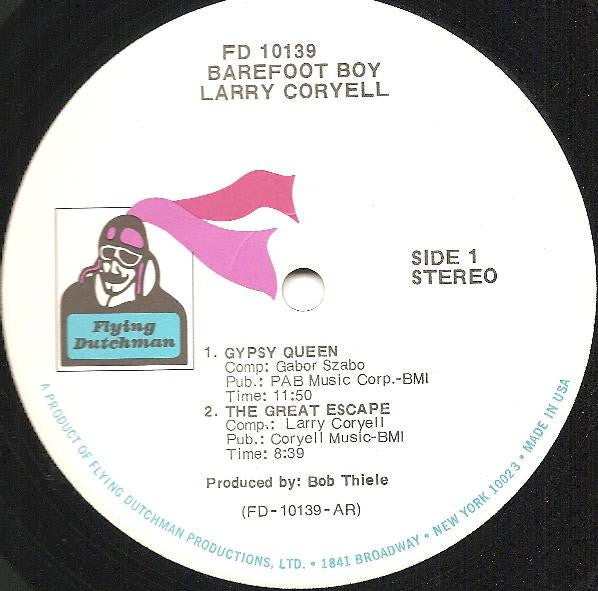 FD 10139
BAREFOOT BOY
LARRY CORYELL
SIDE 1
STEREO
Flying
Dutchman
1. GYPSY QUEEN
Comp: Gabor Szabo
Pub.: PAB Music Corp.-BMI
Time: 11:50
2. THE GREAT ESCAPE
Comp.: Larry Coryell
Pub.: Coryell Music-BMI
Time: 8:39
Produced by: Bob Thiele
(FD-10139-AR)
A PRODUCT OF FLYING DUTCHMAN PRODUCTIONS, LTD. • 1841 BROADWAY • NEW YORK 10023 • MADE IN USA